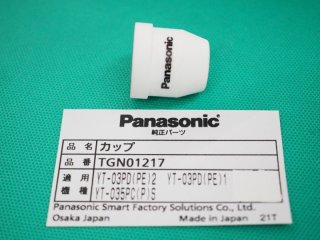 Panasonic
Panasonic
純正パーツ
品名 カップ
品番 TGN01217
適用 YT-03PD(PE)2 YT-03PD(PE)1
機種 YT-035PC(P)S
Panasonic Smart Factory Solutions Co., Ltd.
Osaka Japan Made in Japan 21T